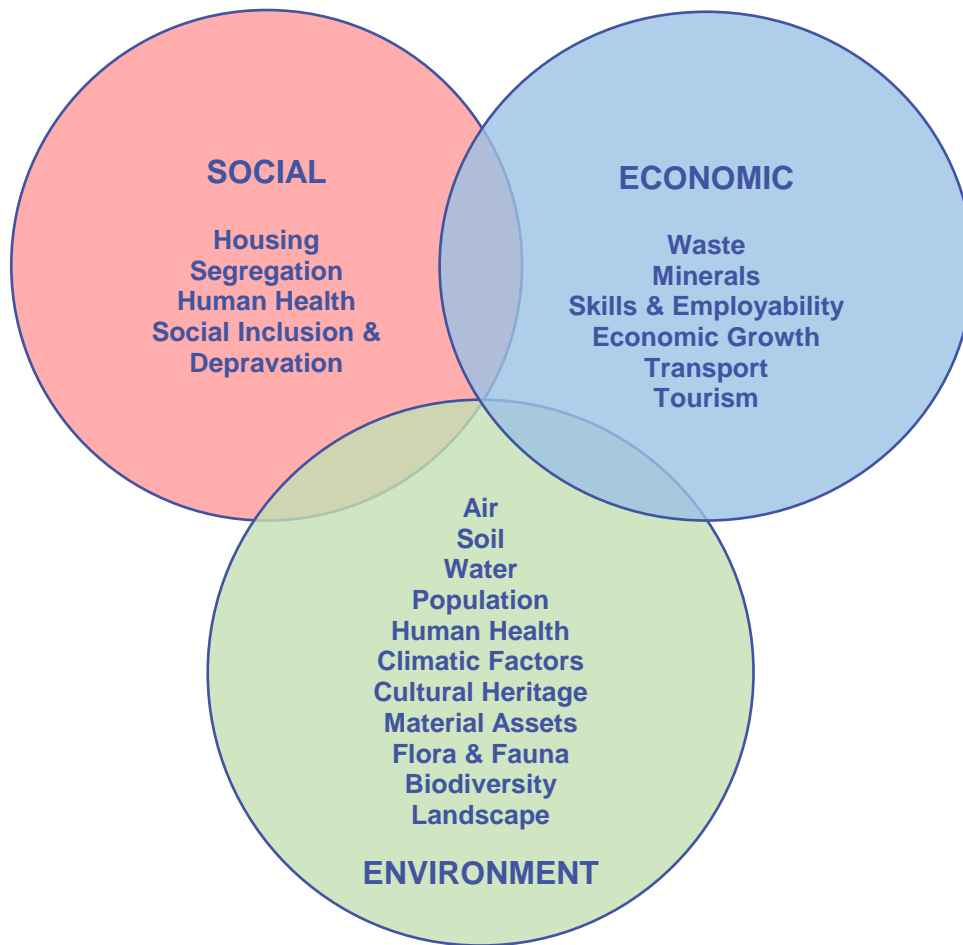 SOCIAL
Housing
Segregation
Human Health
Social Inclusion &
Depravation
ECONOMIC
Waste
Minerals
Skills & Employability
Economic Growth
Transport
Tourism
Air
Soil
Water
Population
Human Health
Climatic Factors
Cultural Heritage
Material Assets
Flora & Fauna
Biodiversity
Landscape
ENVIRONMENT